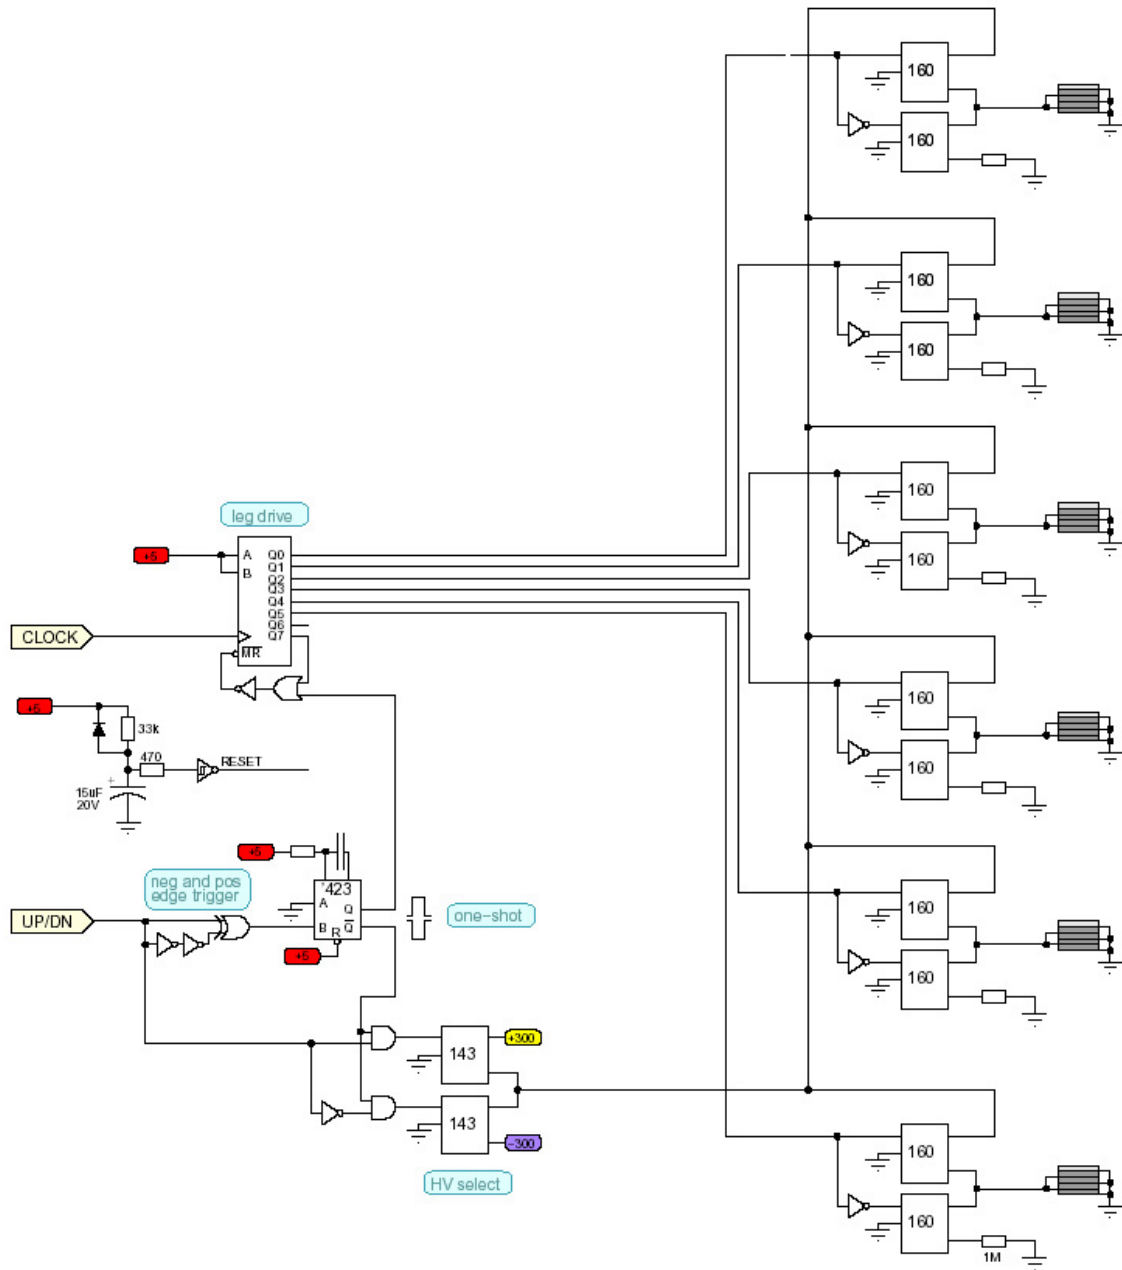 160
160
160
160
160
160
leg drive
+5
A
B
Q0
Q1
Q2
Q3
Q4
Q5
Q6
Q7
MR
CLOCK
+5
33k
470
RESET
+
15uF
20V
160
160
+5
neg and pos
edge trigger
'423
A
B
R
Q
Q
one-shot
UP/DN
+5
160
160
143
+300
143
-300
HV select
160
160
1M